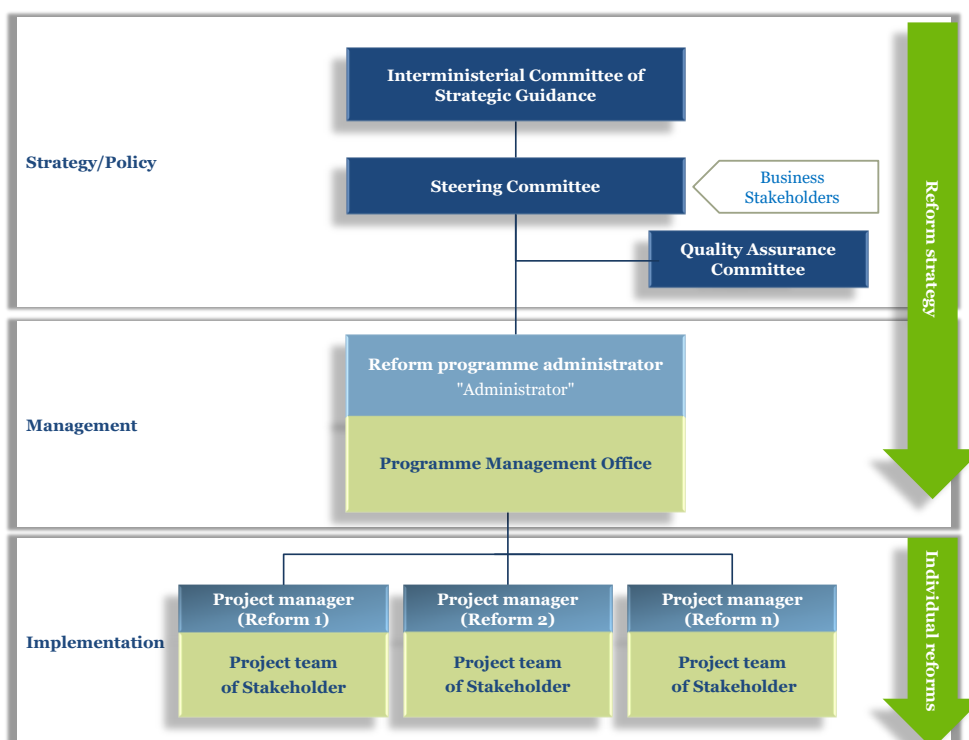 Interministerial Committee of
Strategic Guidance
Strategy/Policy
Steering Committee
Business
Stakeholders
Quality Assurance
Committee
Reform strategy
Reform programme administrator
"Administrator"
Management
Programme Management Office
Project manager
(Reform 1)
Project manager
(Reform 2)
Project manager
(Reform n)
Implementation
Project team
of Stakeholder
Project team
of Stakeholder
Project team
of Stakeholder
Individual reforms